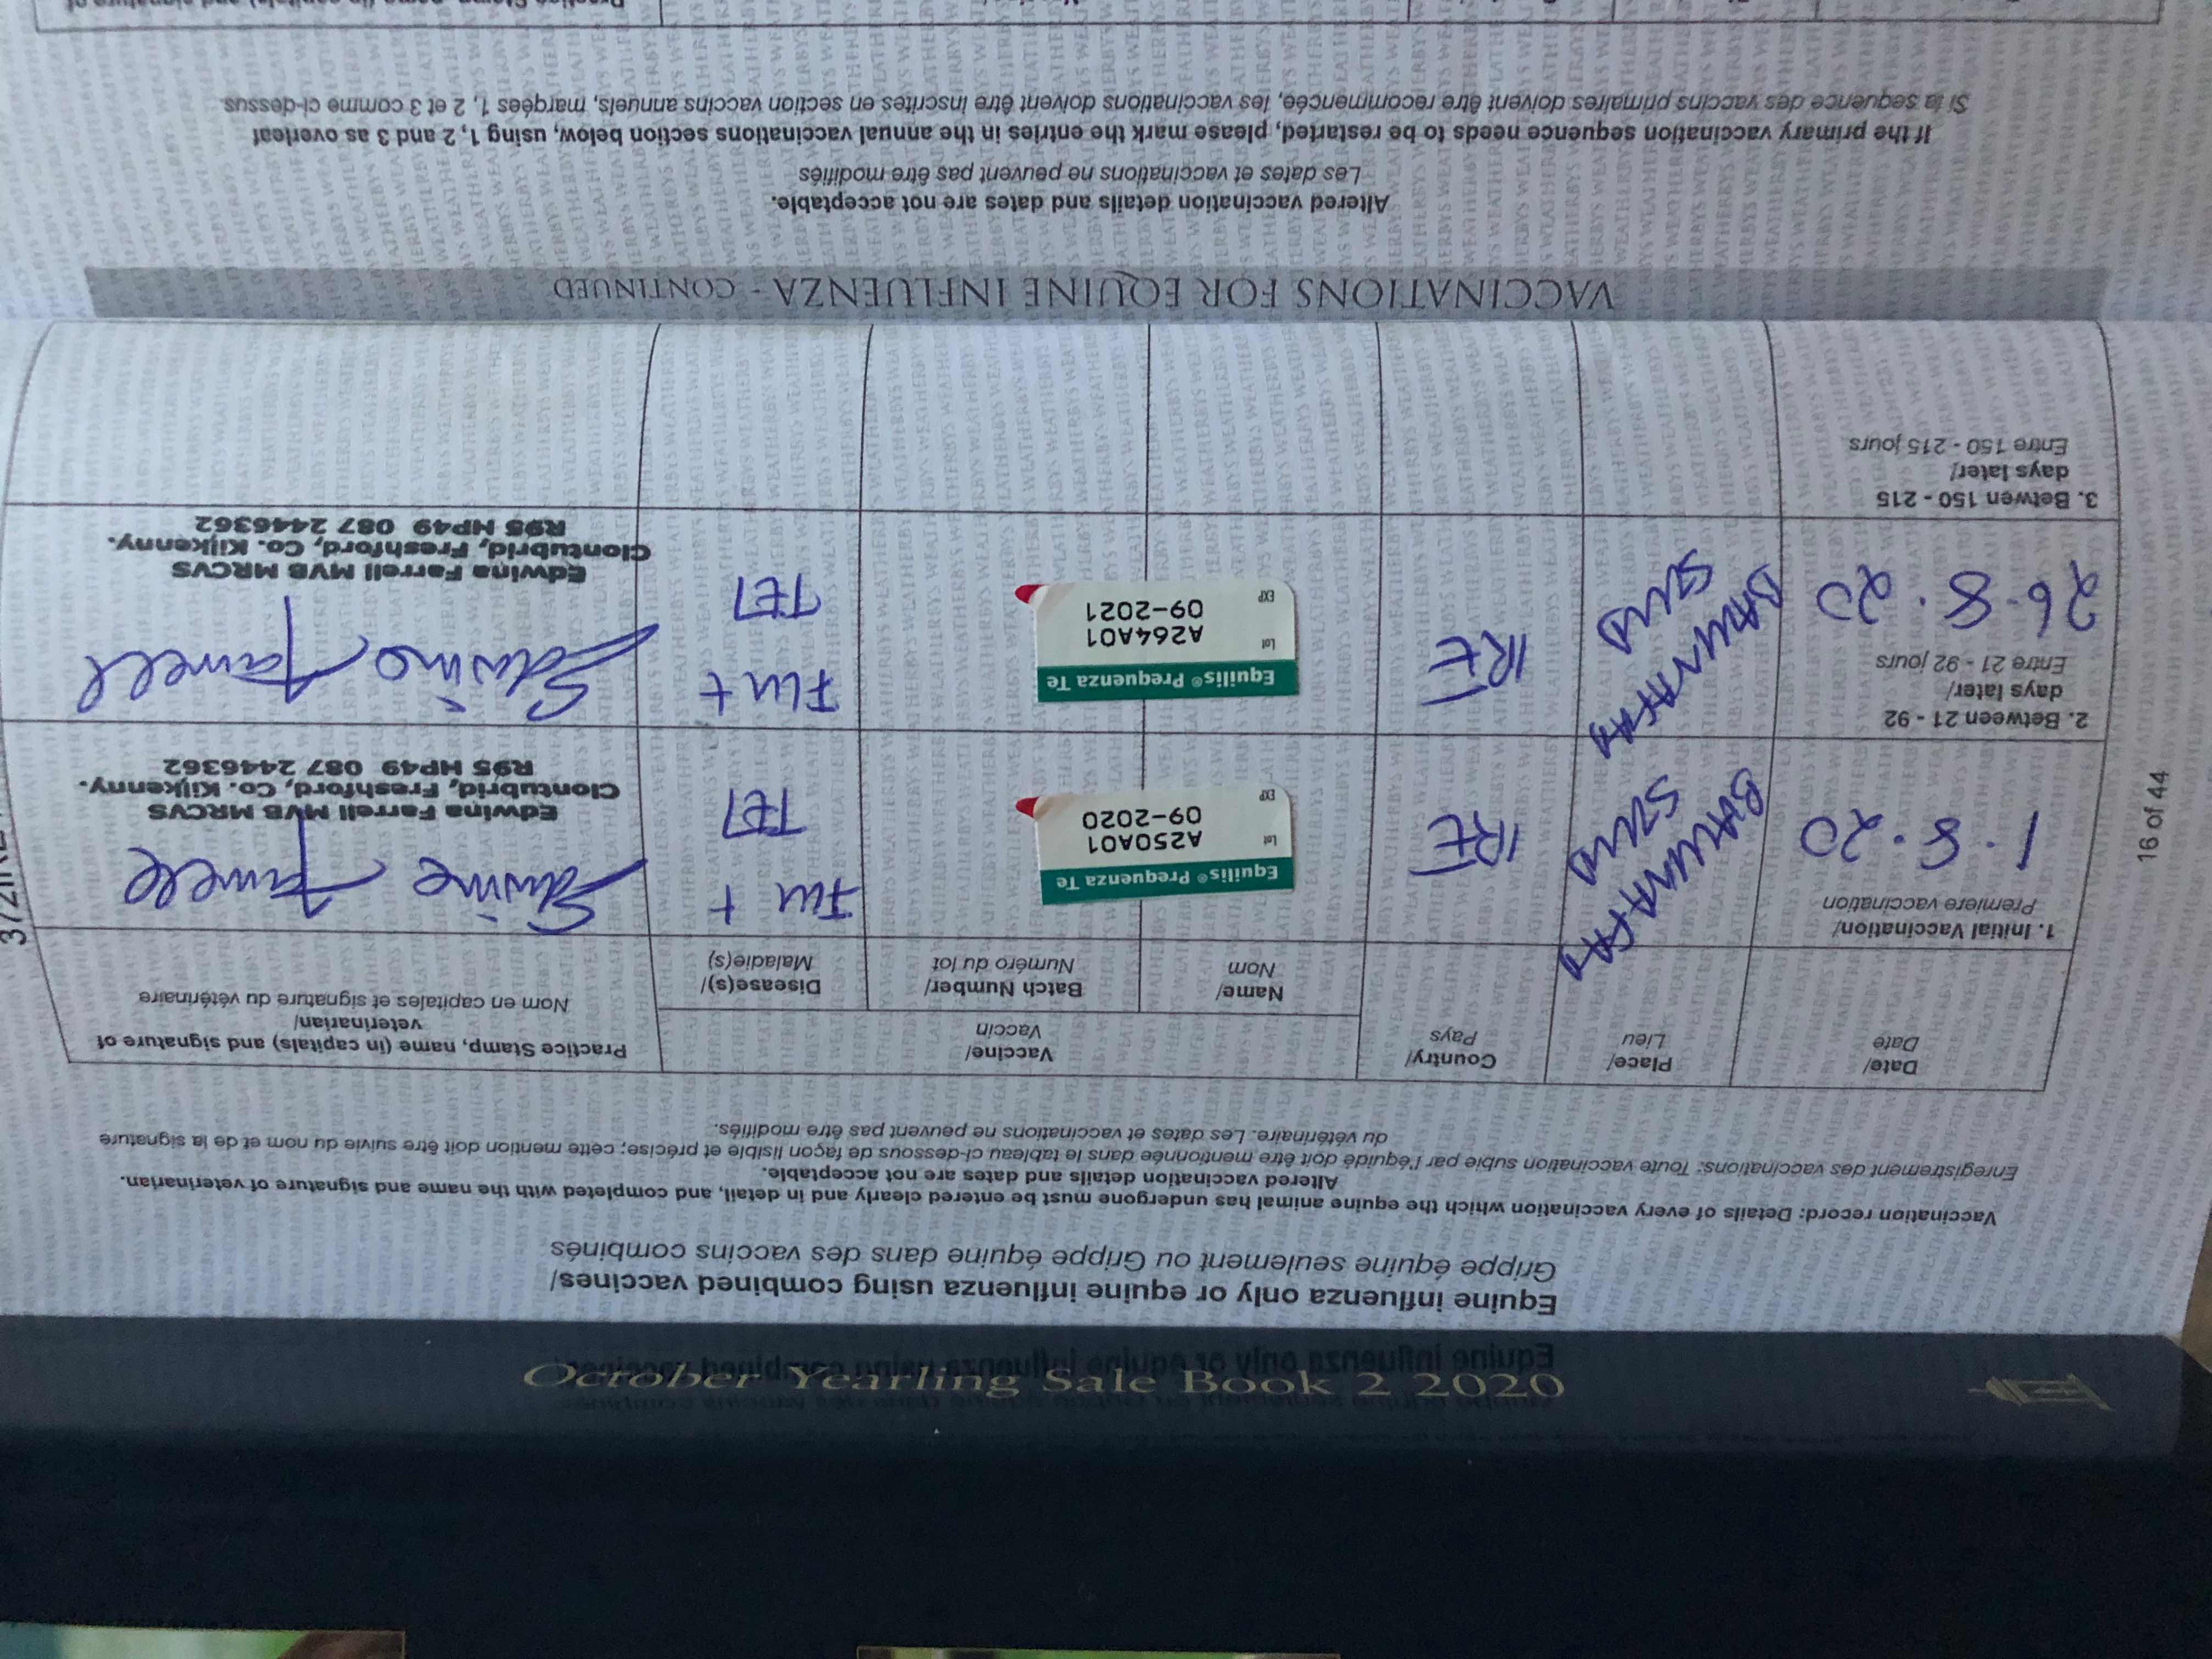 October Yearling Sale Book 2 2020
Equine influenza only or equine influenza using combined vaccines/
Grippe équine seulement ou Grippe équine dans des vaccins combinés
Vaccination record: Details of every vaccination which the equine animal has undergone must be entered clearly and in detail, and completed with the name and signature of veterinarian.
Altered vaccination details and dates are not acceptable.
Enregistrement des vaccinations: Toute vaccination subie par l'équidé doit être mentionnée dans le tableau ci-dessous de façon lisible et précise; cette mention doit être suivie du nom et de la signature
du vétérinaire. Les dates et vaccinations ne peuvent pas être modifiés.
Date/
Date
Place/
Lieu
Country/
Pays
Vaccine/
Vaccin
Name/
Nom
Batch Number/
Numéro du lot
Disease(s)/
Maladie(s)
Practice Stamp, name (in capitals) and signature of
veterinarian/
Nom en capitales et signature du vétérinaire
1. Initial Vaccination/
Premiere vaccination
1.8.20
STUD
IRE
Equilis® Prequenza Te
Lot A250A01
EXP 09-2020
Flu +
TET
Edwina Farrell
Edwina Farrell MVB MRCVS
Clontubrid, Freshford, Co. Kilkenny.
R95 HP49 087 2446362
2. Between 21 - 92
days later/
Entre 21 - 92 jours
26.8.20
STUD
IRE
Equilis® Prequenza Te
Lot A264A01
EXP 09-2021
Flu +
TET
Edwina Farrell
Edwina Farrell MVB MRCVS
Clontubrid, Freshford, Co. Kilkenny.
R95 HP49 087 2446362
3. Betwen 150 - 215
days later/
Entre 150 - 215 jours
16 of 44
VACCINATIONS FOR EQUINE INFLUENZA - CONTINUED
Altered vaccination details and dates are not acceptable.
Les dates et vaccinations ne peuvent pas être modifiés
If the primary vaccination sequence needs to be restarted, please mark the entries in the annual vaccinations section below, using 1, 2 and 3 as overleaf
Si la sequence des vaccins primaires doivent être recommencée, les vaccinations doivent être inscrites en section vaccins annuels, marqées 1, 2 et 3 comme ci-dessus